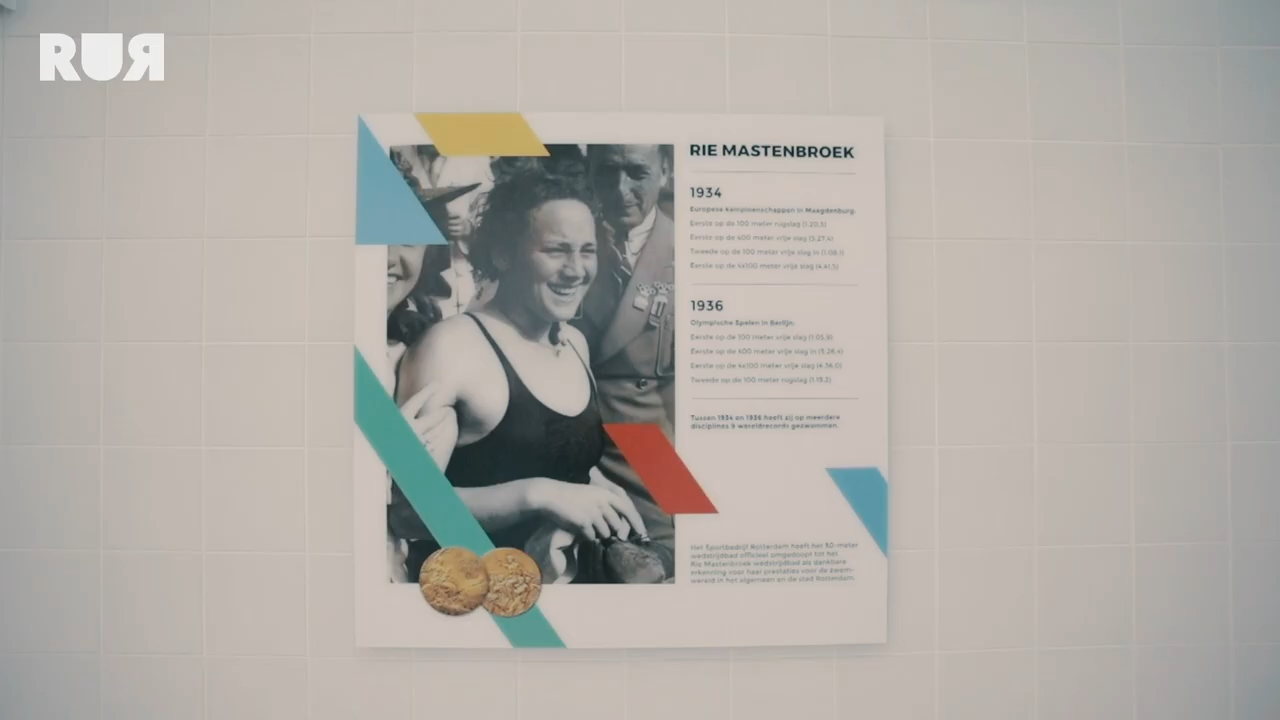 RUR
RIE MASTENBROEK
1934
Europese Kampioenschappen in Maagdenburg:
Eerste op de 100 meter rugslag (1.20,3)
Eerste op de 400 meter vrije slag (5.27,4)
Tweede op de 100 meter vrije slag in (1.08,1)
Eerste op de 4x100 meter vrije slag (4.41,5)
1936
Olympische Spelen in Berlijn:
Eerste op de 100 meter vrije slag (1.05,9)
Eerste op de 400 meter vrije slag in (5.26,4)
Eerste op de 4x100 meter vrije slag (4.36,0)
Tweede op de 100 meter rugslag (1.19,2)
Tussen 1934 en 1936 heeft zij op meerdere
disciplines 9 wereldrecords gezwommen.
Het Sportbedrijf Rotterdam heeft het 50-meter
wedstrijdbad officieel omgedoopt tot het
Rie Mastenbroek wedstrijdbad als dankbare
erkenning voor haar prestaties voor de zwem-
wereld in het algemeen en de stad Rotterdam.